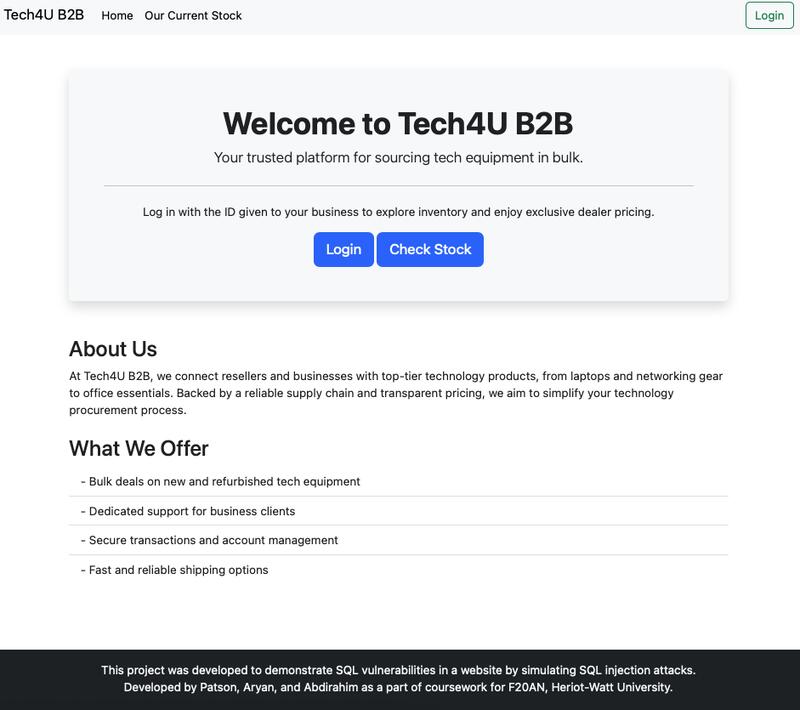 Tech4U B2B Home Our Current Stock Login
Welcome to Tech4U B2B
Your trusted platform for sourcing tech equipment in bulk.
Log in with the ID given to your business to explore inventory and enjoy exclusive dealer pricing.
Login Check Stock
About Us
At Tech4U B2B, we connect resellers and businesses with top-tier technology products, from laptops and networking gear
to office essentials. Backed by a reliable supply chain and transparent pricing, we aim to simplify your technology
procurement process.
What We Offer
- Bulk deals on new and refurbished tech equipment
- Dedicated support for business clients
- Secure transactions and account management
- Fast and reliable shipping options
This project was developed to demonstrate SQL vulnerabilities in a website by simulating SQL injection attacks.
Developed by Patson, Aryan, and Abdirahim as a part of coursework for F20AN, Heriot-Watt University.